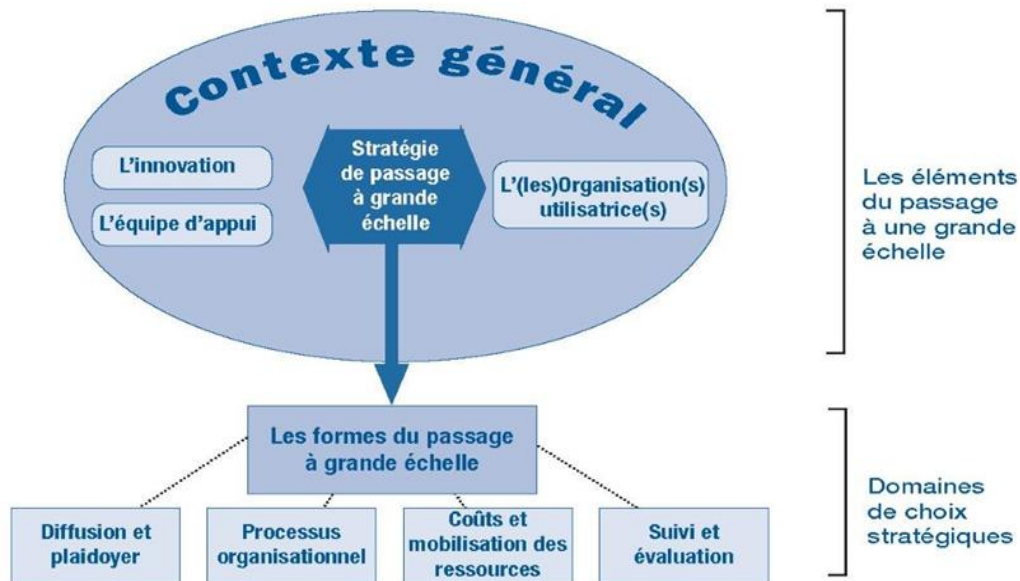 Contexte général
L'innovation
L'équipe d'appui
Stratégie
de passage
à grande
échelle
L'(les)Organisation(s)
utilisatrice(s)
Les éléments
du passage
à une grande
échelle
Les formes du passage
à grande échelle
Diffusion et
plaidoyer
Processus
organisationnel
Coûts et
mobilisation des
ressources
Suivi et
évaluation
Domaines
de choix
stratégiques